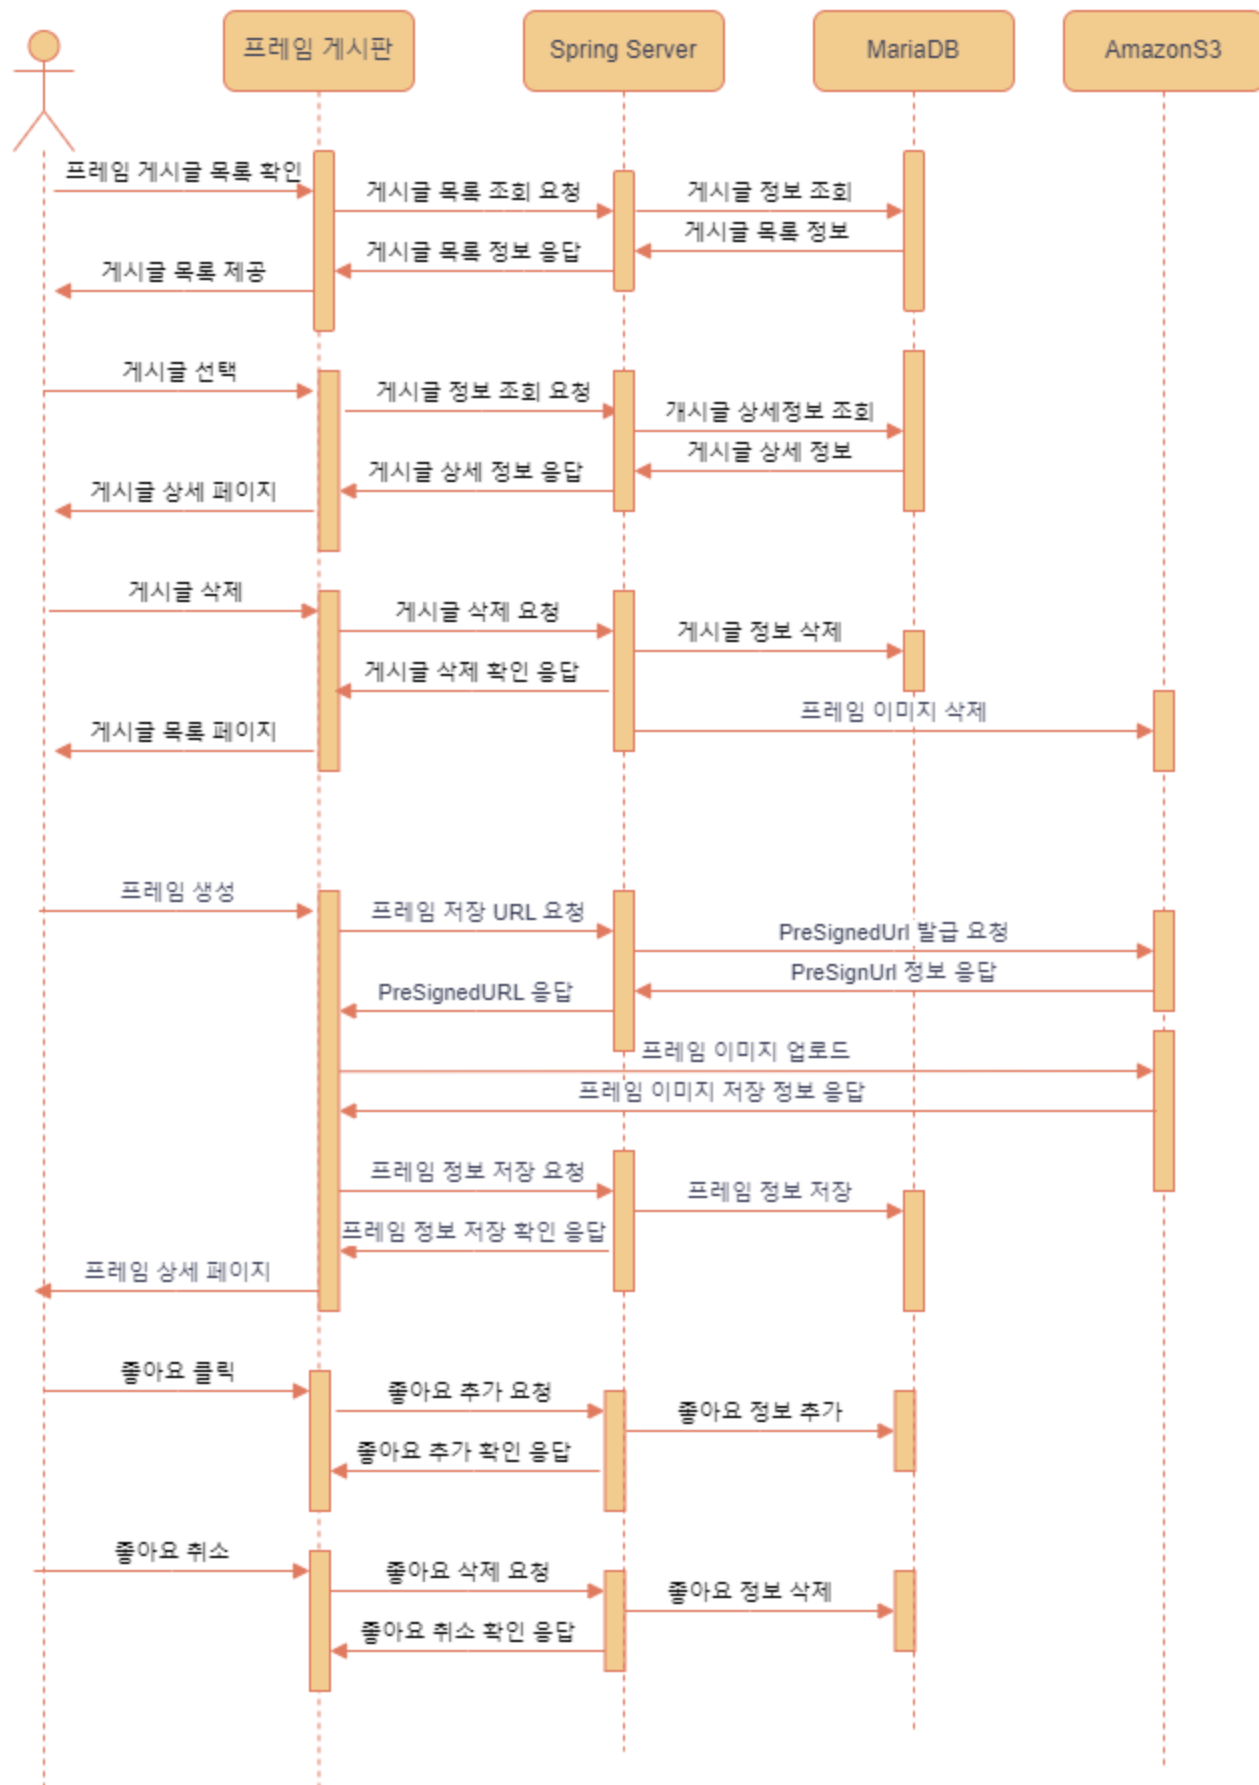 프레임 게시판
Spring Server
MariaDB
AmazonS3
프레임 게시글 목록 확인
게시글 목록 조회 요청
게시글 정보 조회
게시글 목록 정보
게시글 목록 정보 응답
게시글 목록 제공
게시글 선택
게시글 정보 조회 요청
개시글 상세정보 조회
게시글 상세 정보
게시글 상세 정보 응답
게시글 상세 페이지
게시글 삭제
게시글 삭제 요청
게시글 정보 삭제
게시글 삭제 확인 응답
프레임 이미지 삭제
게시글 목록 페이지
프레임 생성
프레임 저장 URL 요청
PreSignedUrl 발급 요청
PreSignUrl 정보 응답
PreSignedURL 응답
프레임 이미지 업로드
프레임 이미지 저장 정보 응답
프레임 정보 저장 요청
프레임 정보 저장
프레임 정보 저장 확인 응답
프레임 상세 페이지
좋아요 클릭
좋아요 추가 요청
좋아요 정보 추가
좋아요 추가 확인 응답
좋아요 취소
좋아요 삭제 요청
좋아요 정보 삭제
좋아요 취소 확인 응답